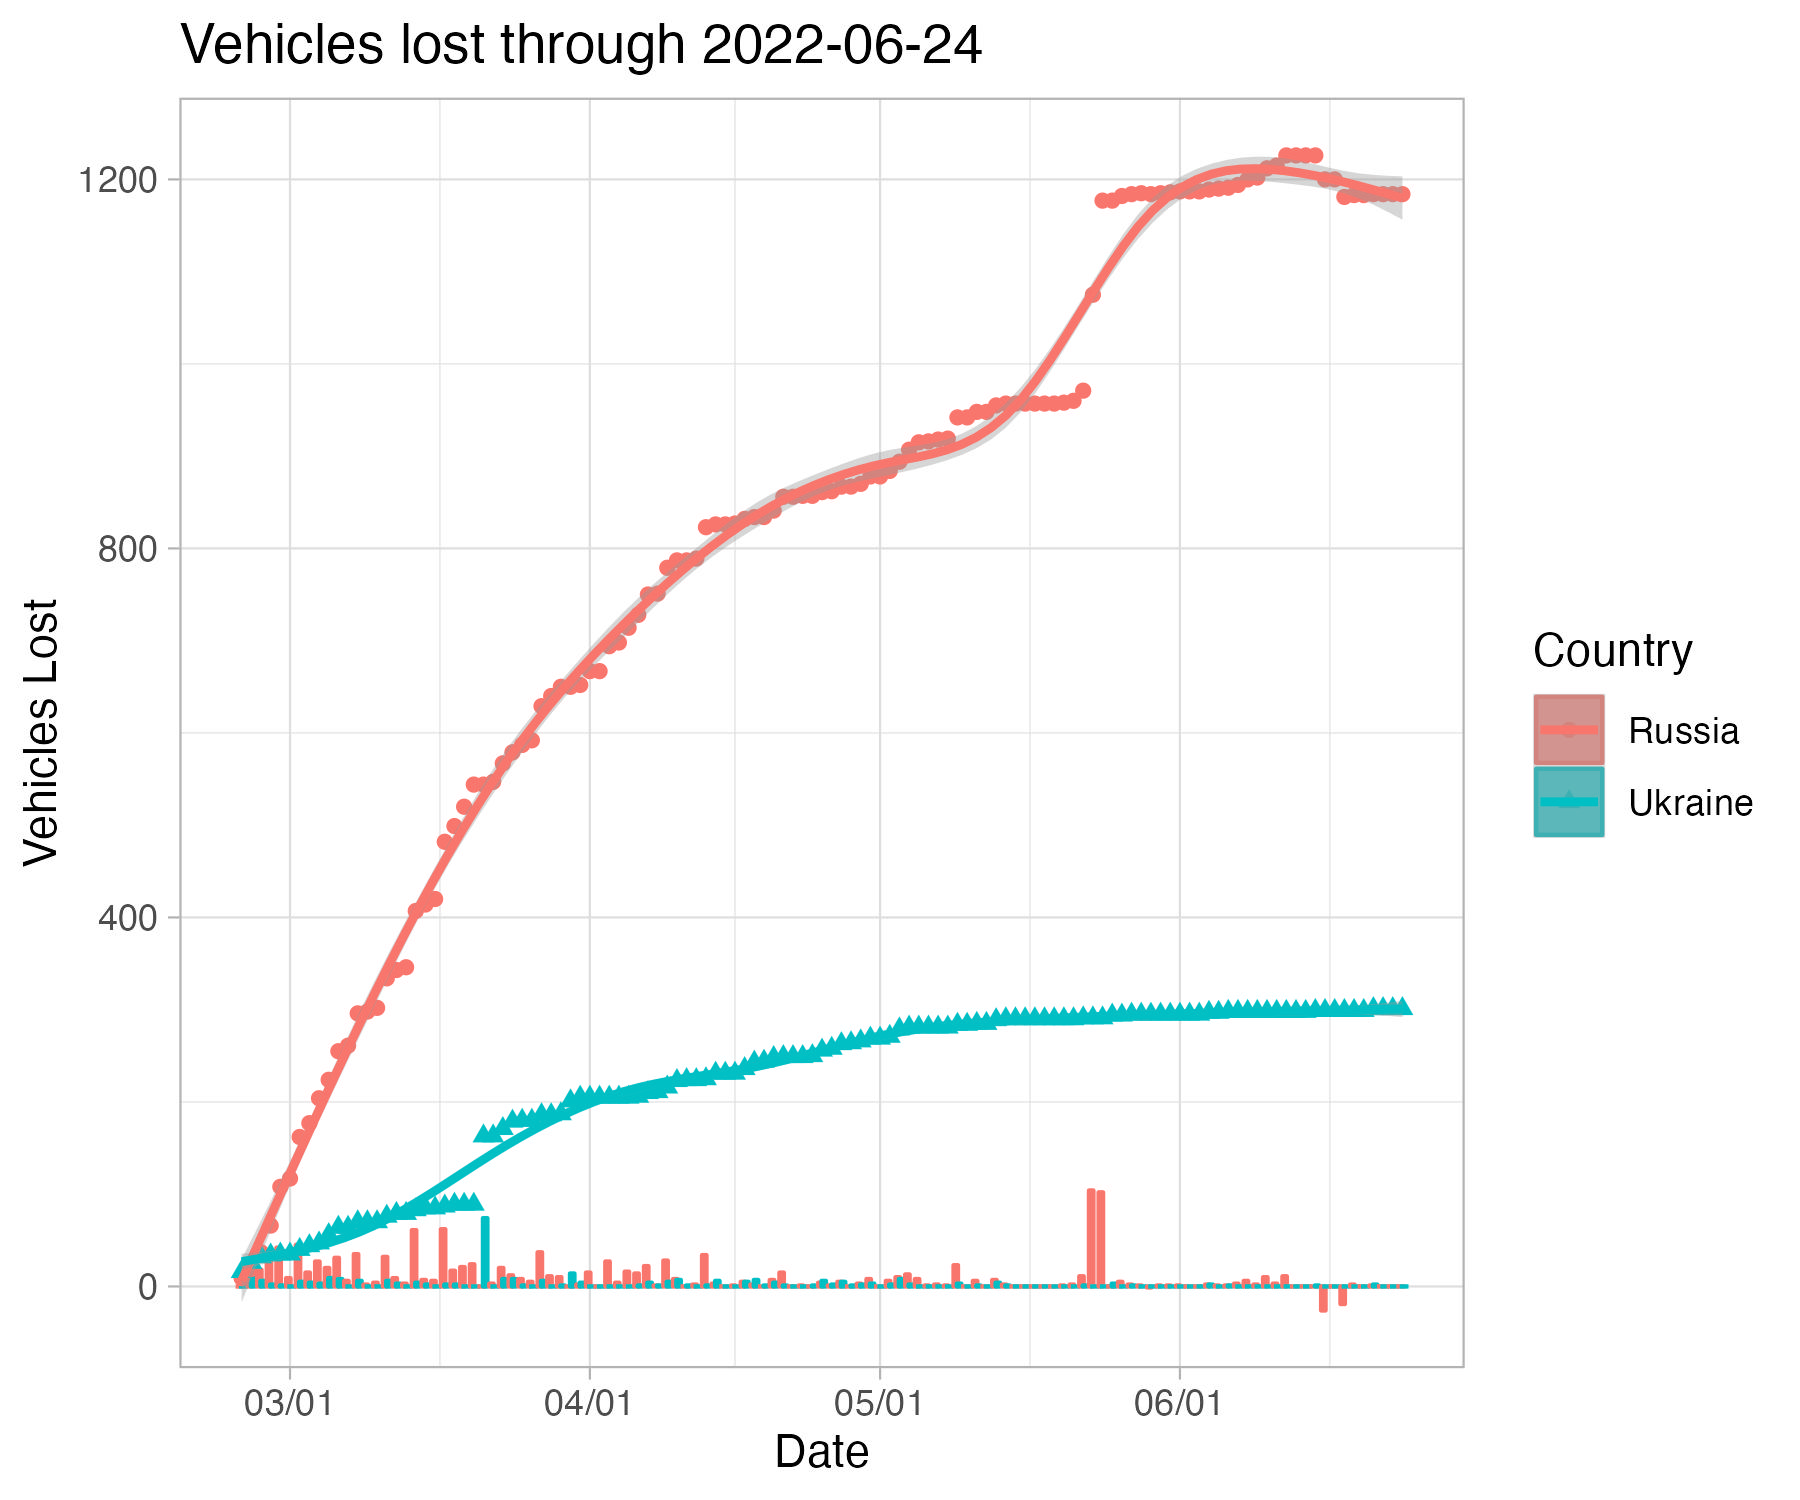 Vehicles lost through 2022-06-24
Vehicles Lost
1200
800
400
0
03/01
04/01
05/01
06/01
Date
Country
Russia
Ukraine